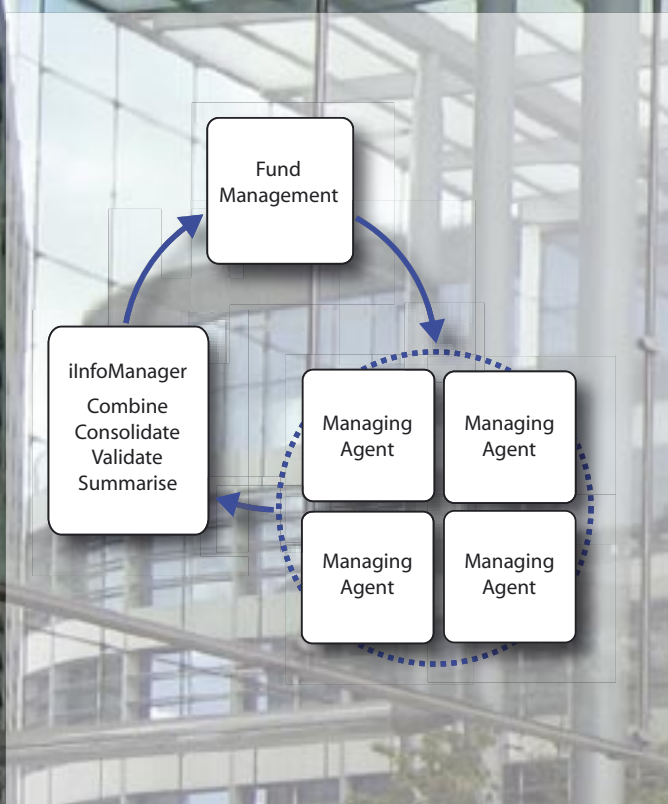 Fund
Management
iInfoManager
Combine
Consolidate
Validate
Summarise
Managing
Agent
Managing
Agent
Managing
Agent
Managing
Agent